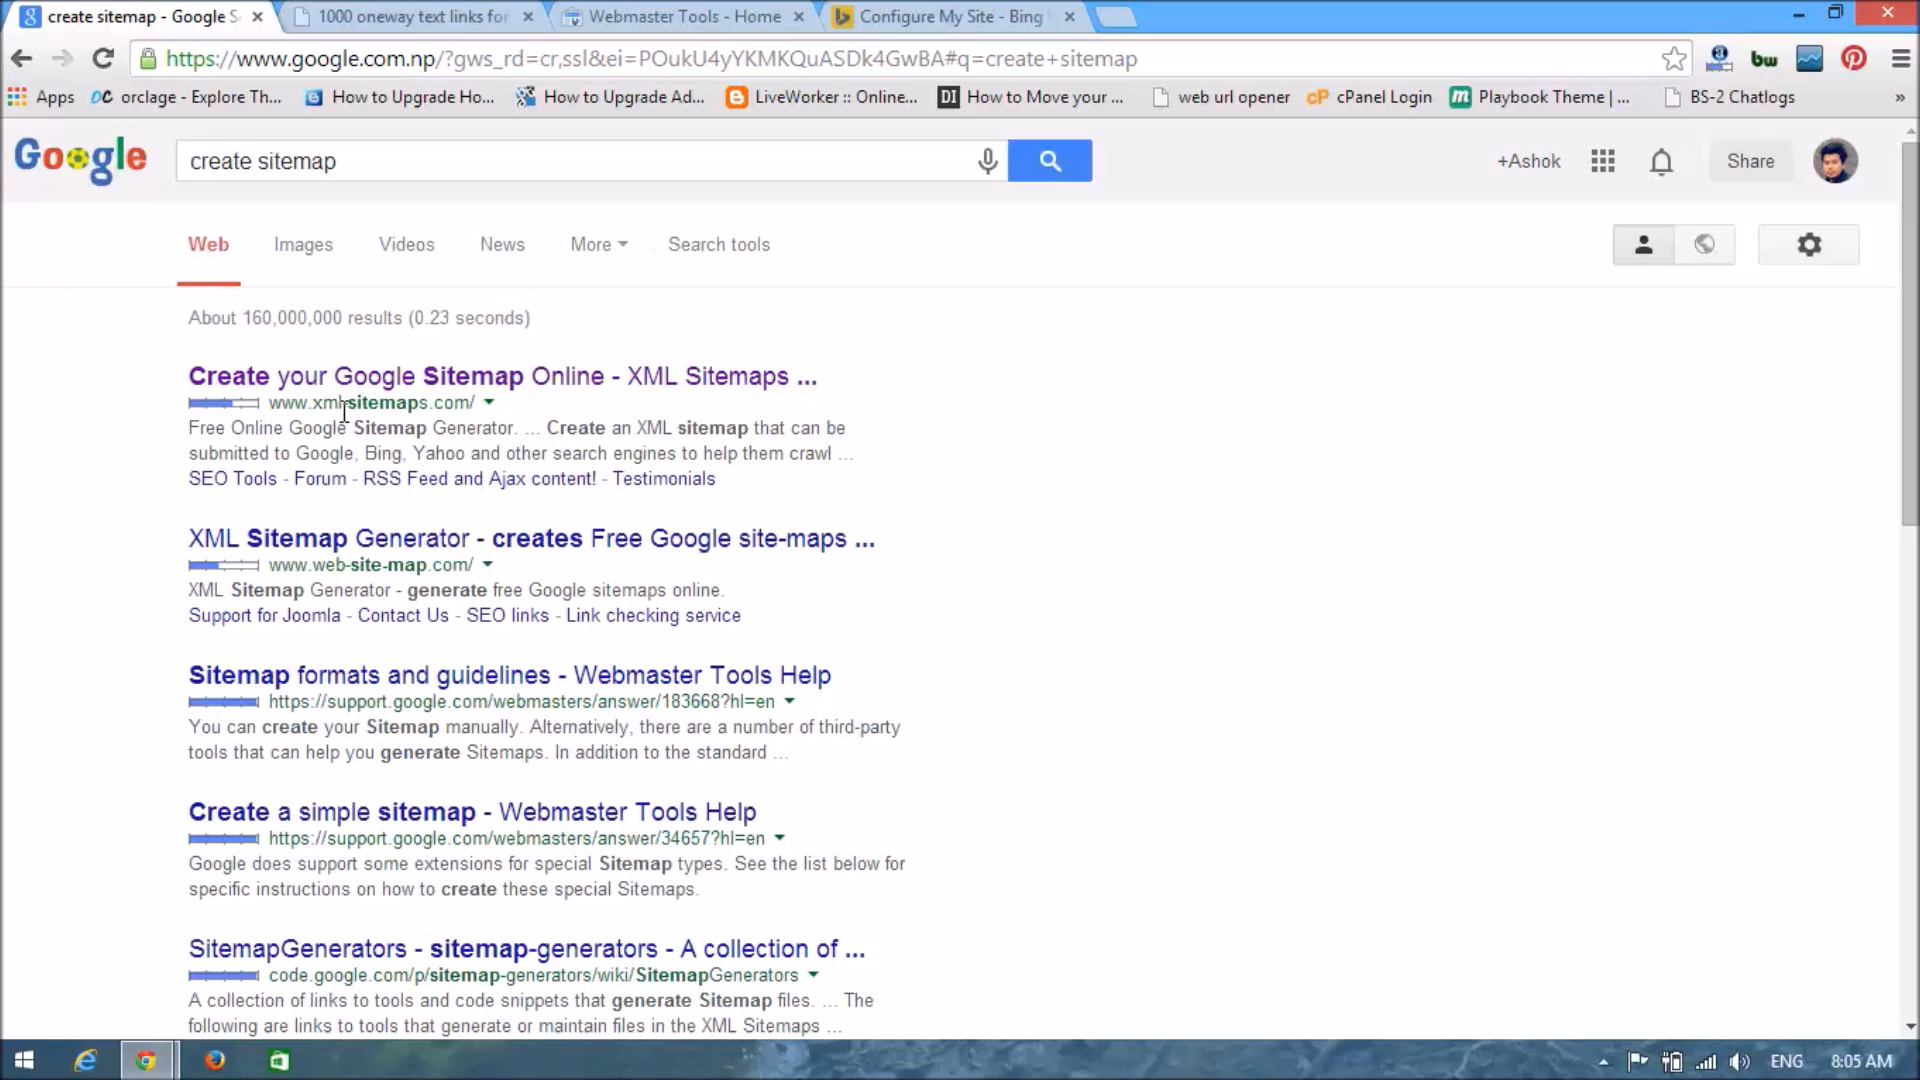 create sitemap - Google S
1000 oneway text links for
Webmaster Tools - Home
Configure My Site - Bing
https://www.google.com.np/?gws_rd=cr,ssl&ei=POukU4yYKMKQuASDk4GwBA#q=create+sitemap
bw
Apps
OC orclage - Explore Th...
How to Upgrade Ho...
How to Upgrade Ad...
LiveWorker :: Online...
DI How to Move your ...
web url opener
cP cPanel Login
m Playbook Theme | ...
BS-2 Chatlogs
»
Google
create sitemap
+Ashok
Share
Web
Images
Videos
News
More
Search tools
About 160,000,000 results (0.23 seconds)
Create your Google Sitemap Online - XML Sitemaps ...
www.xml-sitemaps.com/
Free Online Google Sitemap Generator. ... Create an XML sitemap that can be
submitted to Google, Bing, Yahoo and other search engines to help them crawl ...
SEO Tools - Forum - RSS Feed and Ajax content! - Testimonials
XML Sitemap Generator - creates Free Google site-maps ...
www.web-site-map.com/
XML Sitemap Generator - generate free Google sitemaps online.
Support for Joomla - Contact Us - SEO links - Link checking service
Sitemap formats and guidelines - Webmaster Tools Help
https://support.google.com/webmasters/answer/183668?hl=en
You can create your Sitemap manually. Alternatively, there are a number of third-party
tools that can help you generate Sitemaps. In addition to the standard ...
Create a simple sitemap - Webmaster Tools Help
https://support.google.com/webmasters/answer/34657?hl=en
Google does support some extensions for special Sitemap types. See the list below for
specific instructions on how to create these special Sitemaps.
SitemapGenerators - sitemap-generators - A collection of ...
code.google.com/p/sitemap-generators/wiki/SitemapGenerators
A collection of links to tools and code snippets that generate Sitemap files. ... The
following are links to tools that generate or maintain files in the XML Sitemaps ...
ENG
8:05 AM